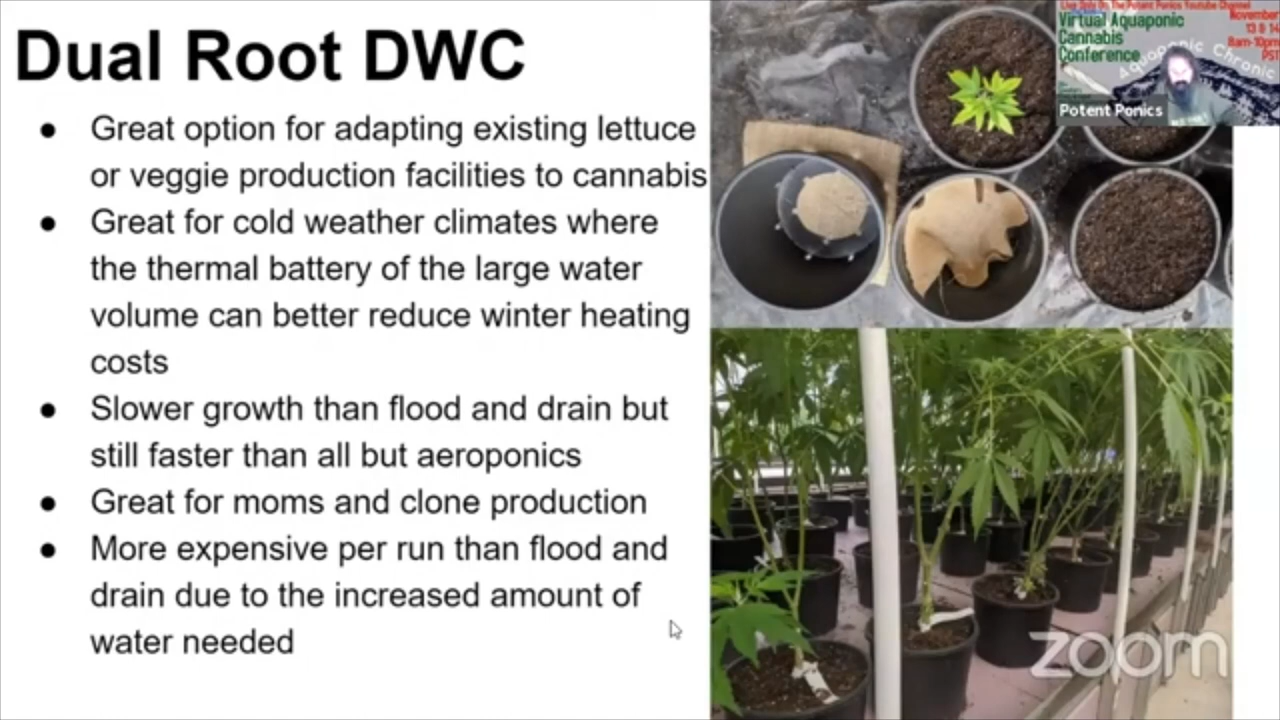 Dual Root DWC
● Great option for adapting existing lettuce
or veggie production facilities to cannabis
● Great for cold weather climates where
the thermal battery of the large water
volume can better reduce winter heating
costs
● Slower growth than flood and drain but
still faster than all but aeroponics
● Great for moms and clone production
● More expensive per run than flood and
drain due to the increased amount of
water needed
Live Only On The Potent Ponics Youtube Channel
Virtual Aquaponic
Cannabis
Conference
November
13 & 14
8am-10pm
PST
Aquaponic Chronic
Potent Ponics
zoom